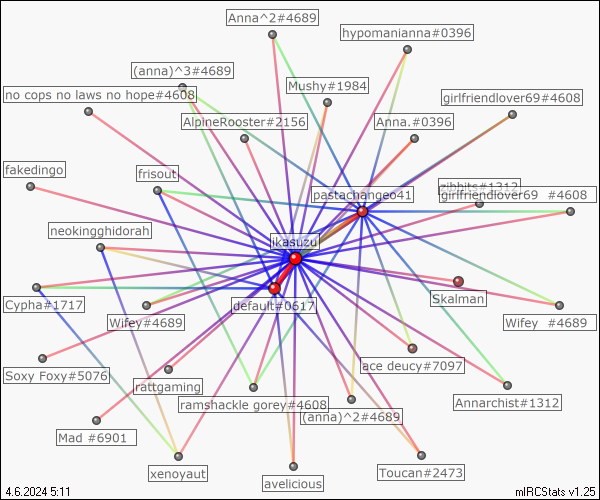 Anna^2#4689
hypomanianna#0396
(anna)^3#4689
Mushy#1984
no cops no laws no hope#4608
girlfriendlover69#4608
AlpineRooster#2156
Anna.#0396
fakedingo
frisout
pastachangeo41
zibbits#1312
girlfriendlover69 #4608
neokingghidorah
ikasuzu
Skalman
Cypha#1717
default#0617
Wifey#4689
Wifey #4689
ace deucy#7097
Soxy Foxy#5076
rattgaming
ramshackle gorey#4608
Annarchist#1312
(anna)^2#4689
Mad #6901
xenoyaut
Toucan#2473
avelicious
4.6.2024 5:11
mIRCStats v1.25